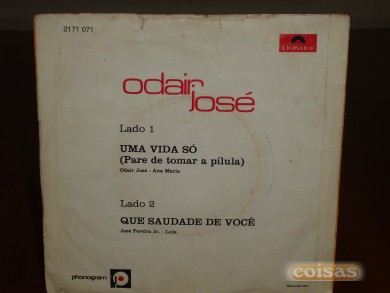 2171 071
Polydor
odair
josé
Lado 1
UMA VIDA SÓ
(Pare de tomar a pílula)
Odair José - Ana Maria
Lado 2
QUE SAUDADE DE VOCÊ
José Pereira Jr. - Luia
phonogram
coisas